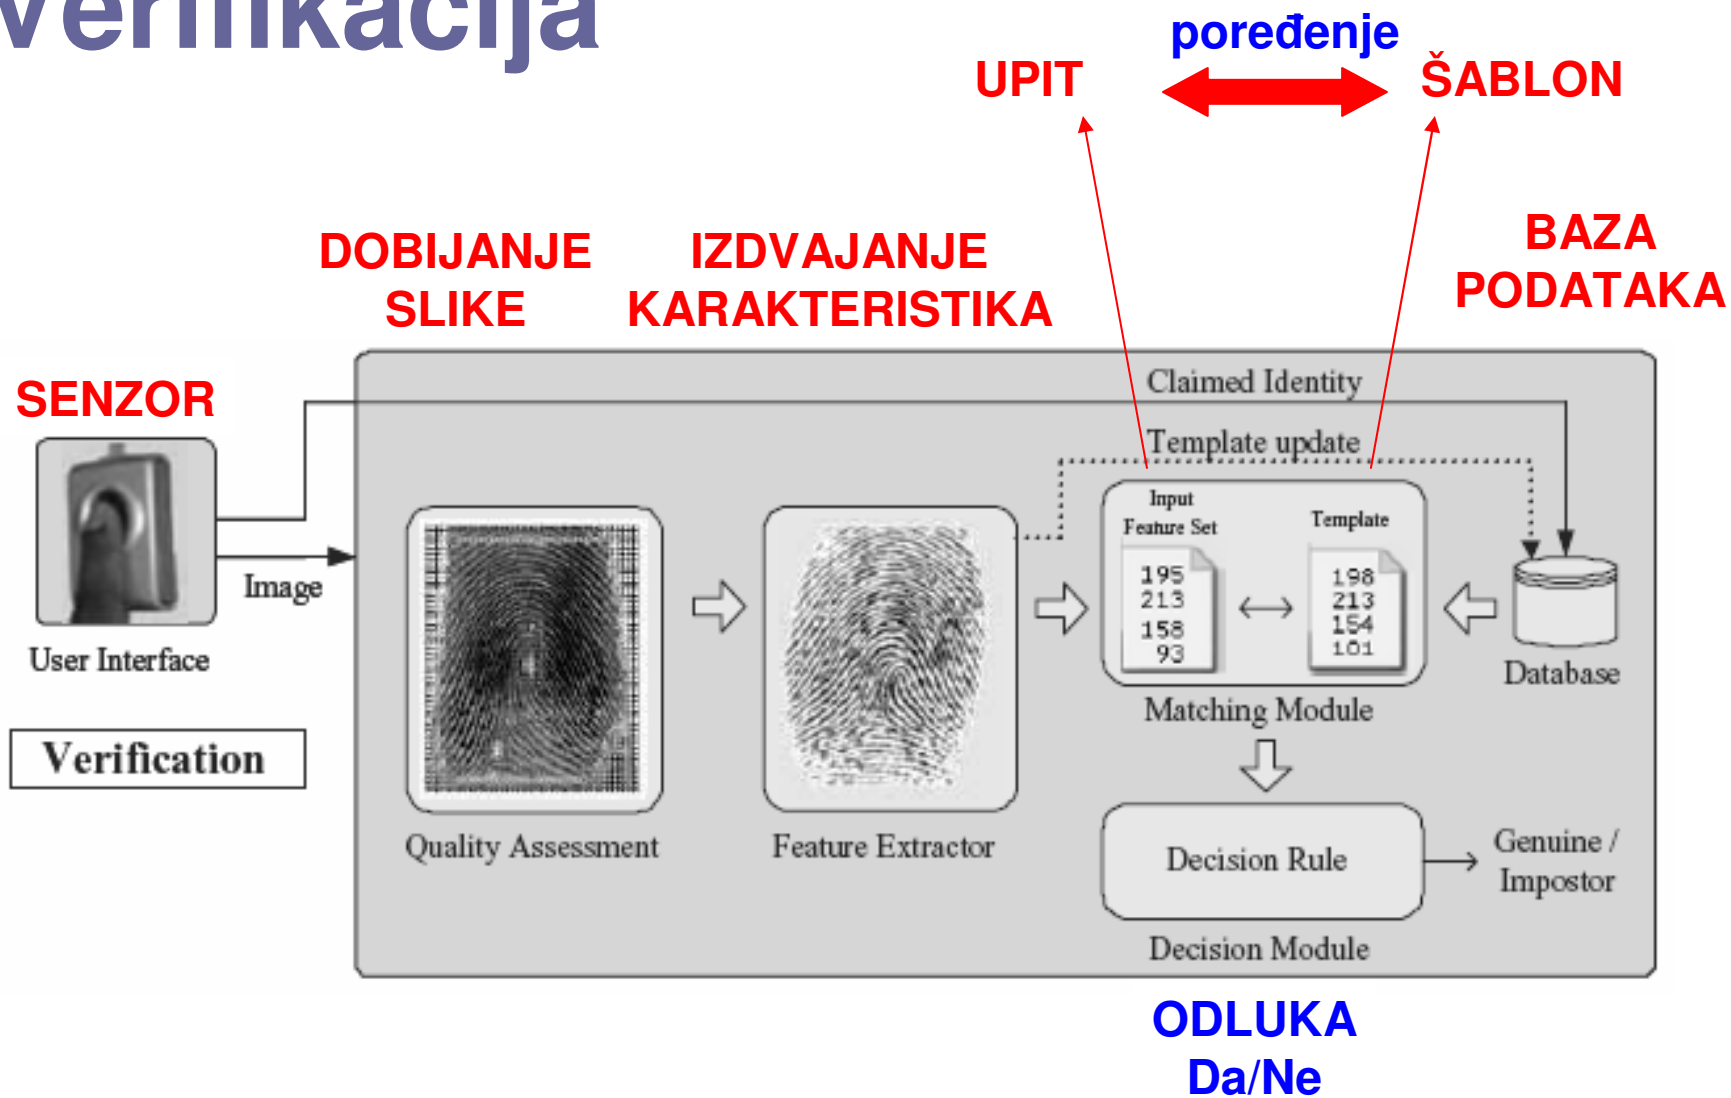 Verifikacija
poređenje
UPIT
ŠABLON
DOBIJANJE
SLIKE
IZDVAJANJE
KARAKTERISTIKA
BAZA
PODATAKA
SENZOR
Claimed Identity
Template update
Input
Feature Set
Template
195
213
158
93
198
213
154
101
Image
User Interface
Database
Matching Module
Verification
Quality Assessment
Feature Extractor
Decision Rule
Genuine /
Impostor
Decision Module
ODLUKA
Da/Ne